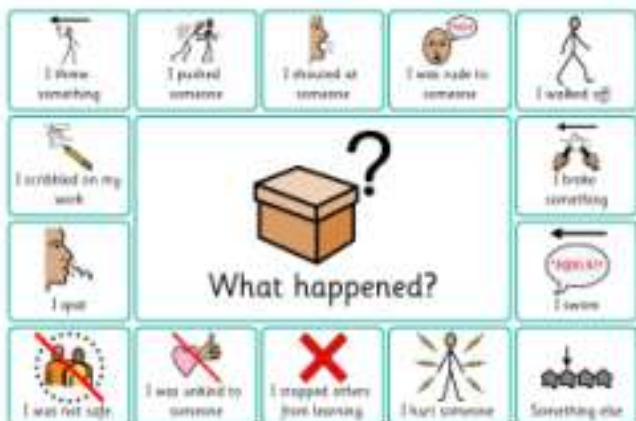 I threw
something
I pushed
someone
I shouted at
someone
I was rude to
someone
I walked off
I scribbled on my
work
What happened?
I broke
something
I spat
I swore
I was not safe
I was unkind to
someone
I stopped others
from learning
I hurt someone
Something else